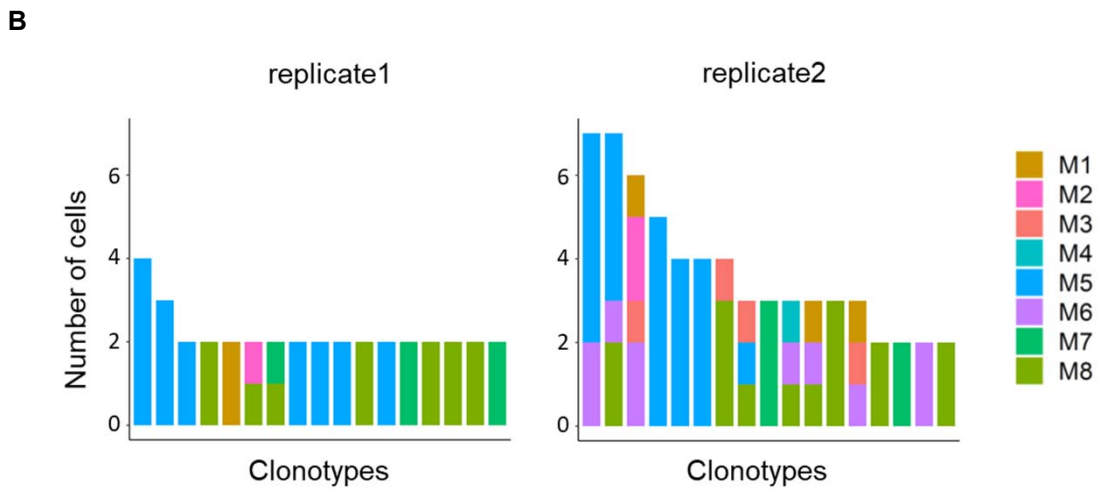 B
replicate1
replicate2
Number of cells
6
4
2
0
Clonotypes
6
4
2
0
Clonotypes
M1
M2
M3
M4
M5
M6
M7
M8